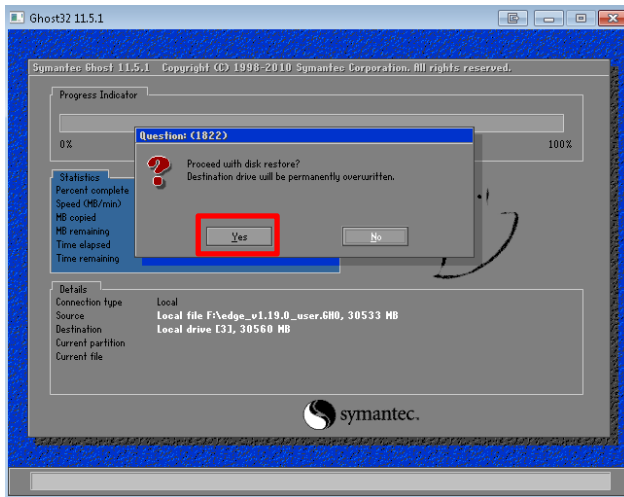 Ghost32 11.5.1
Symantec Ghost 11.5.1 Copyright (C) 1998-2010 Symantec Corporation. All rights reserved.
Progress Indicator
0%
100%
Question: (1822)
Proceed with disk restore?
Destination drive will be permanently overwritten.
Yes
No
Statistics
Percent complete
Speed (MB/min)
MB copied
MB remaining
Time elapsed
Time remaining
Details
Connection type Local
Source Local file F:\edge_v1.19.0_user.GHO, 30533 MB
Destination Local drive [3], 30560 MB
Current partition
Current file
symantec.